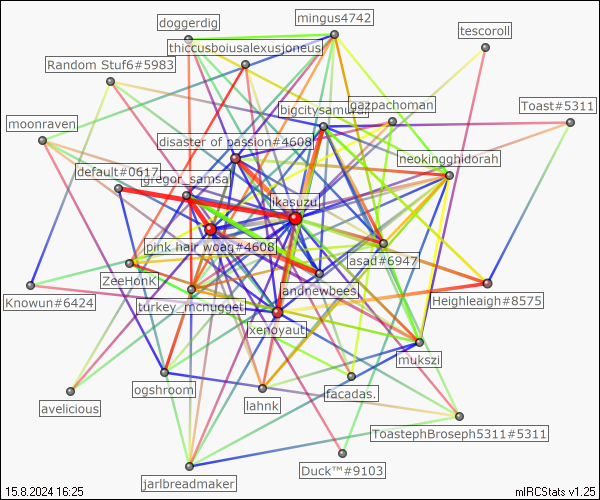 doggerdig
mingus4742
tescoroll
thiccusboiusalexusjoneus
Random Stuf6#5983
bigcitysamurai
gazpachoman
Toast#5311
moonraven
disaster of passion#4608
neokingghidorah
default#0617
gregor_samsa
likasuzu
pink hair woag#4608
asad#6947
ZeeHonk
andnewbees
Knowun#6424
turkey_mcnugget
Heighleaigh#8575
xenoyaut
mukszi
ogshroom
lahnk
facadas.
avelicious
ToastephBroseph5311#5311
Duck™#9103
jarlbreadmaker
15.8.2024 16:25
mIRCStats v1.25